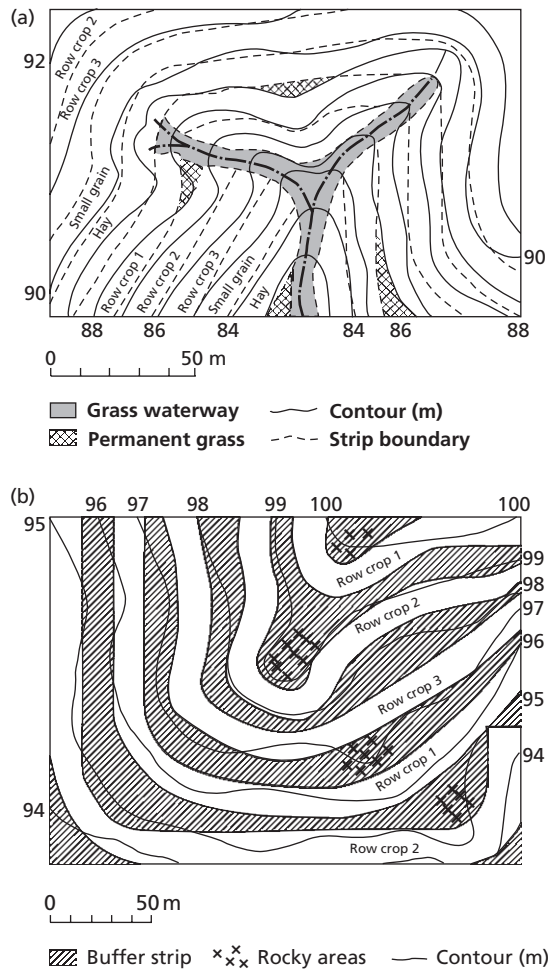 (a)
92
Row crop 2
Row crop 3
Small grain
Hay
Row crop 1
Row crop 2
Row crop 3
Small grain
Hay
90
90
88 86 84 84 86 88
0 50 m
Grass waterway Contour (m)
Permanent grass Strip boundary
(b)
96 97 98 99 100 100
95
Row crop 1
99
98
Row crop 2
97
96
Row crop 3
95
Row crop 1
94
94
Row crop 2
0 50 m
Buffer strip Rocky areas Contour (m)